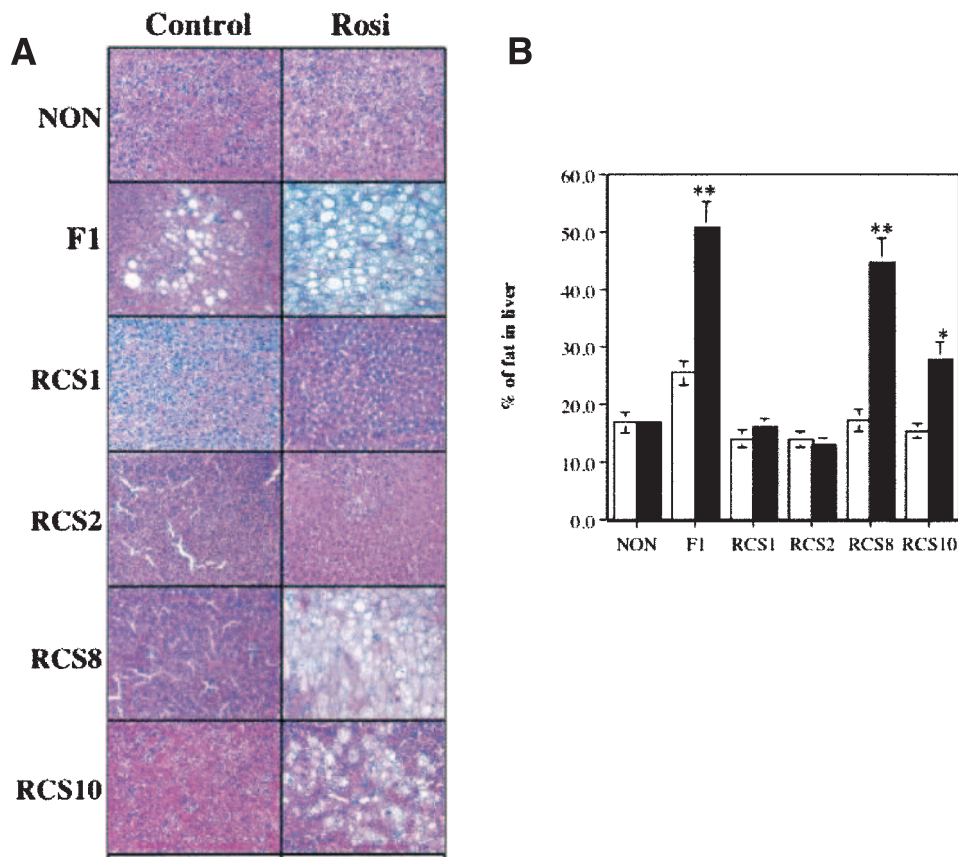 A
Control Rosi
NON
F1
RCS1
RCS2
RCS8
RCS10
B
% of fat in liver
60.0
50.0
40.0
30.0
20.0
10.0
0.0
** ** *
NON F1 RCS1 RCS2 RCS8 RCS10